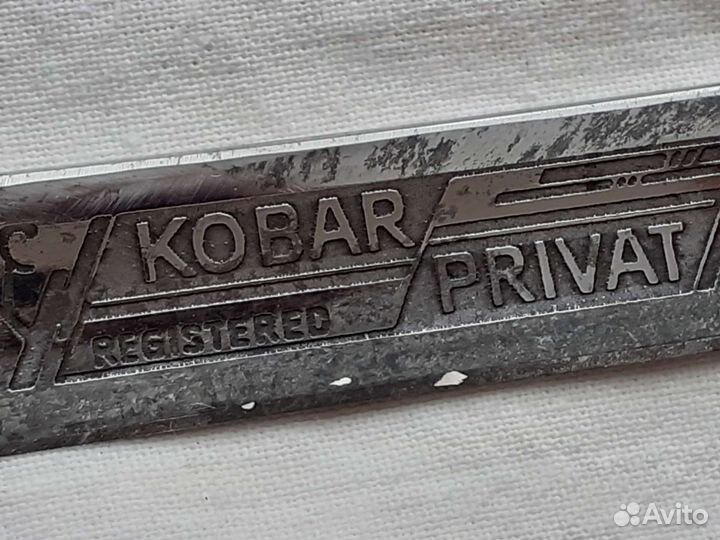 KOBAR
PRIVAT
REGISTERED
Avito